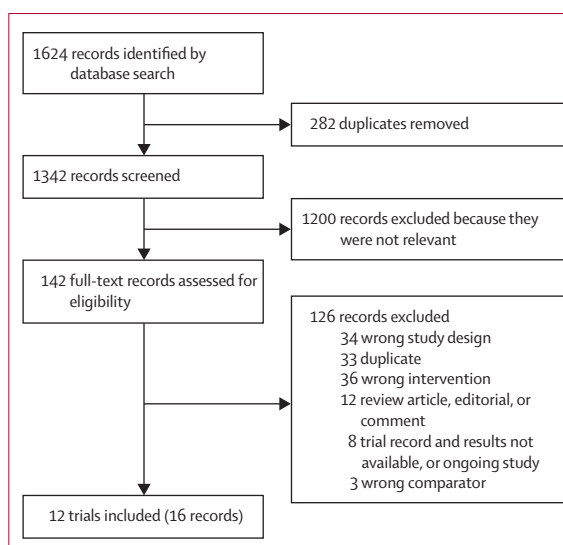 1624 records identified by
database search
282 duplicates removed
1342 records screened
1200 records excluded because they
were not relevant
142 full-text records assessed for
eligibility
126 records excluded
34 wrong study design
33 duplicate
36 wrong intervention
12 review article, editorial, or
comment
8 trial record and results not
available, or ongoing study
3 wrong comparator
12 trials included (16 records)